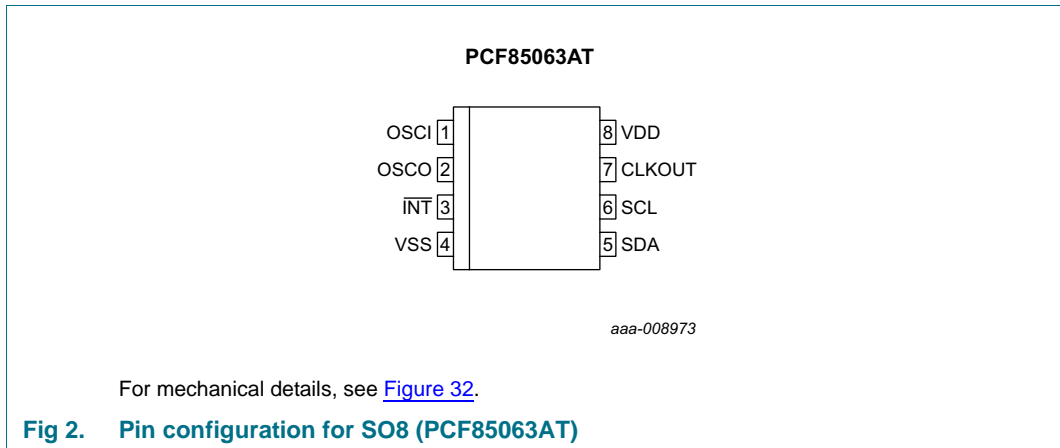 PCF85063AT
OSCI 1 8 VDD
OSCO 2 7 CLKOUT
INT 3 6 SCL
VSS 4 5 SDA
aaa-008973
For mechanical details, see Figure 32.
Fig 2. Pin configuration for SO8 (PCF85063AT)